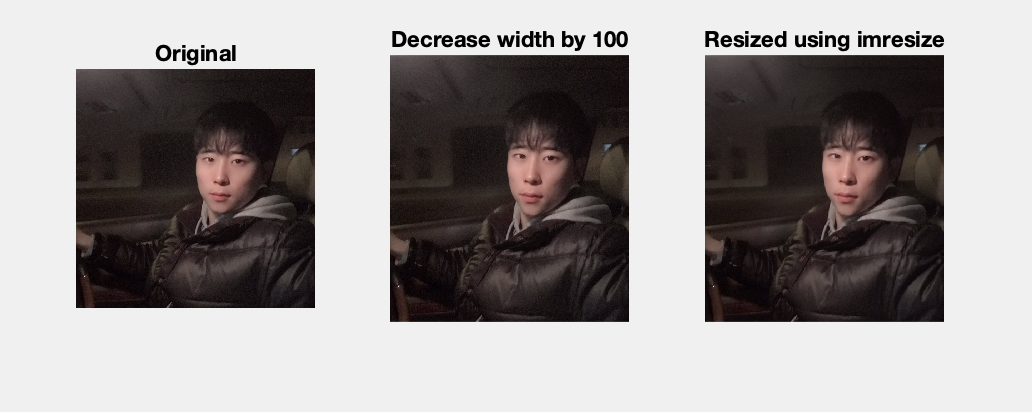 Original
Decrease width by 100
Resized using imresize